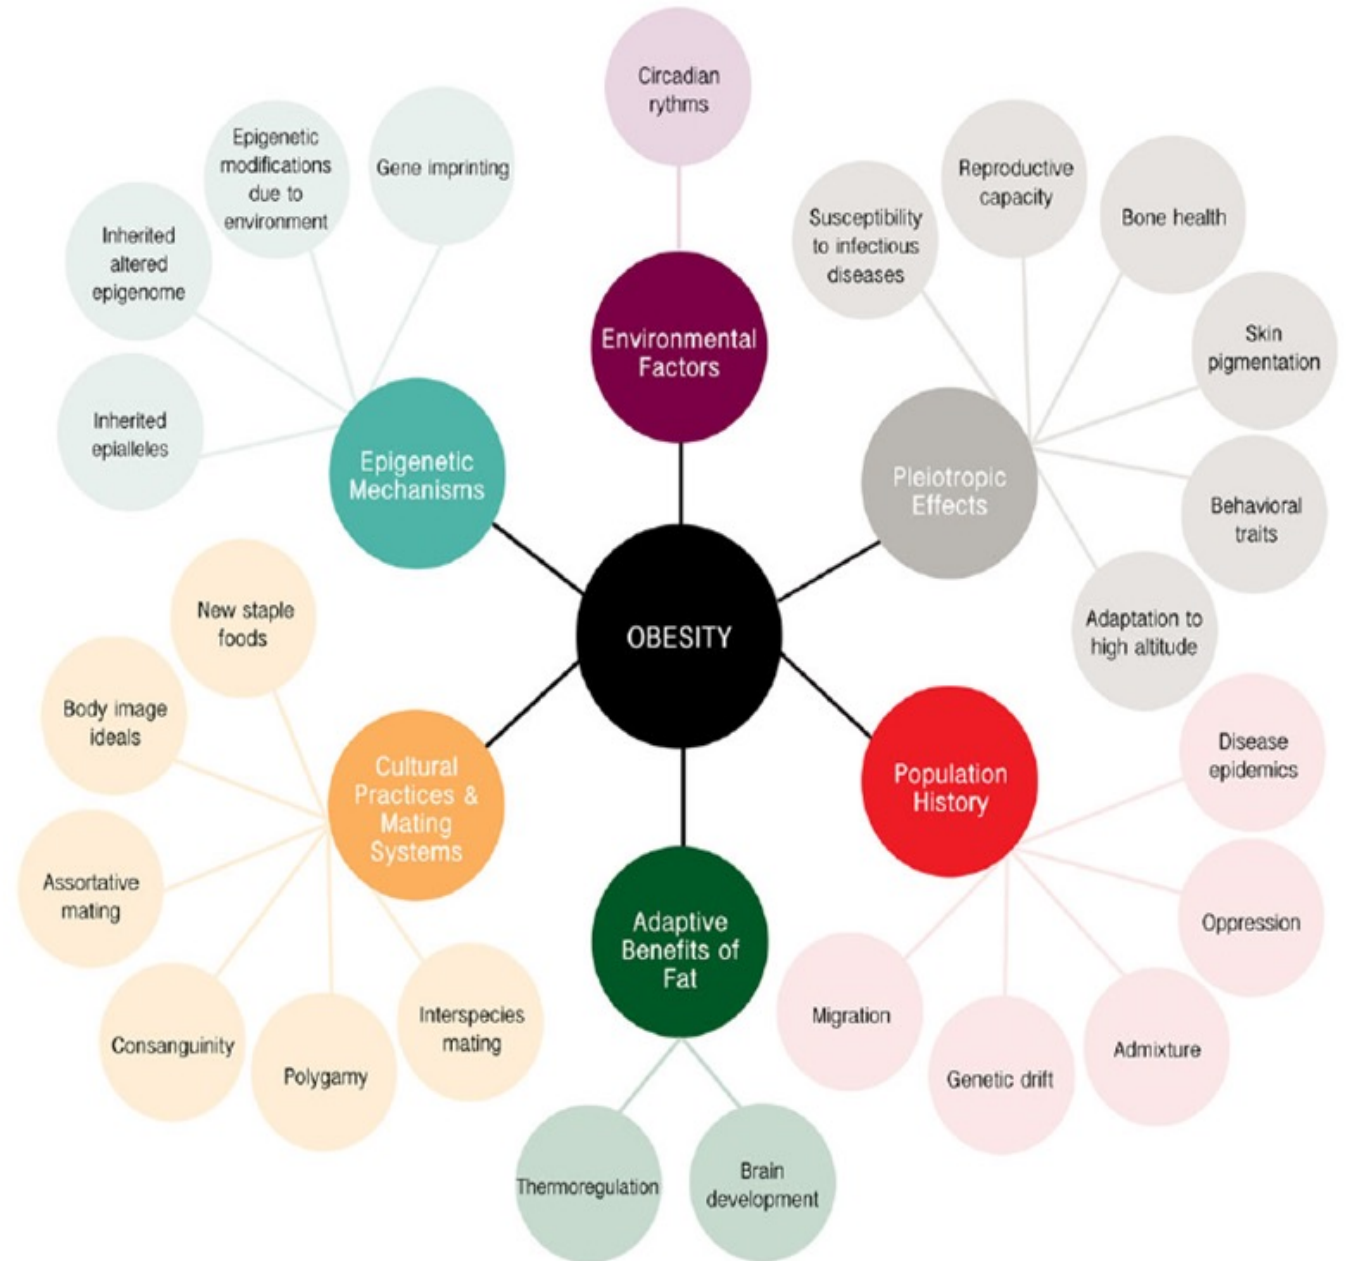 Circadian
rythms
Environmental
Factors
Gene imprinting
Epigenetic
modifications
due to
environment
Inherited
altered
epigenome
Inherited
epialleles
Epigenetic
Mechanisms
Susceptibility
to infectious
diseases
Reproductive
capacity
Bone health
Skin
pigmentation
Behavioral
traits
Adaptation to
high altitude
Pleiotropic
Effects
OBESITY
New staple
foods
Body image
ideals
Assortative
mating
Consanguinity
Polygamy
Interspecies
mating
Cultural
Practices &
Mating
Systems
Adaptive
Benefits of
Fat
Thermoregulation
Brain
development
Population
History
Disease
epidemics
Oppression
Admixture
Genetic drift
Migration